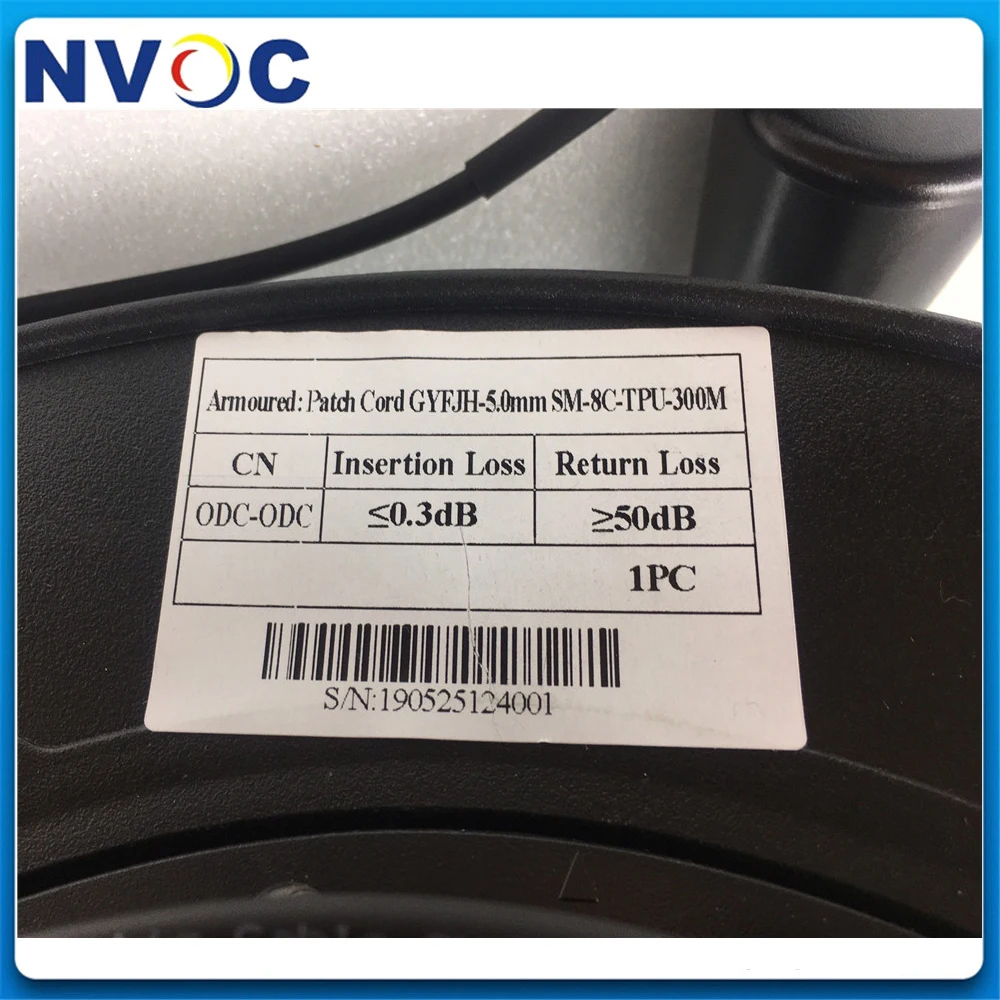 NVOC
Armoured: Patch Cord GYFJH-5.0mm SM-8C-TPU-300M
CN Insertion Loss Return Loss
ODC-ODC ≤0.3dB ≥50dB
1PC
S/N:190525124001
Cable